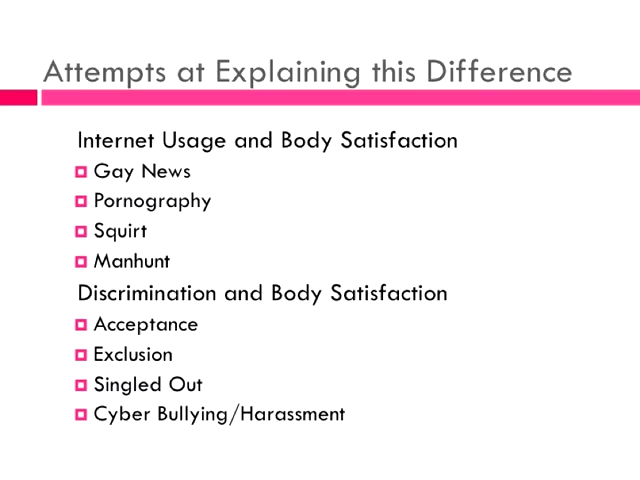 Attempts at Explaining this Difference
Internet Usage and Body Satisfaction
Gay News
Pornography
Squirt
Manhunt
Discrimination and Body Satisfaction
Acceptance
Exclusion
Singled Out
Cyber Bullying/Harassment